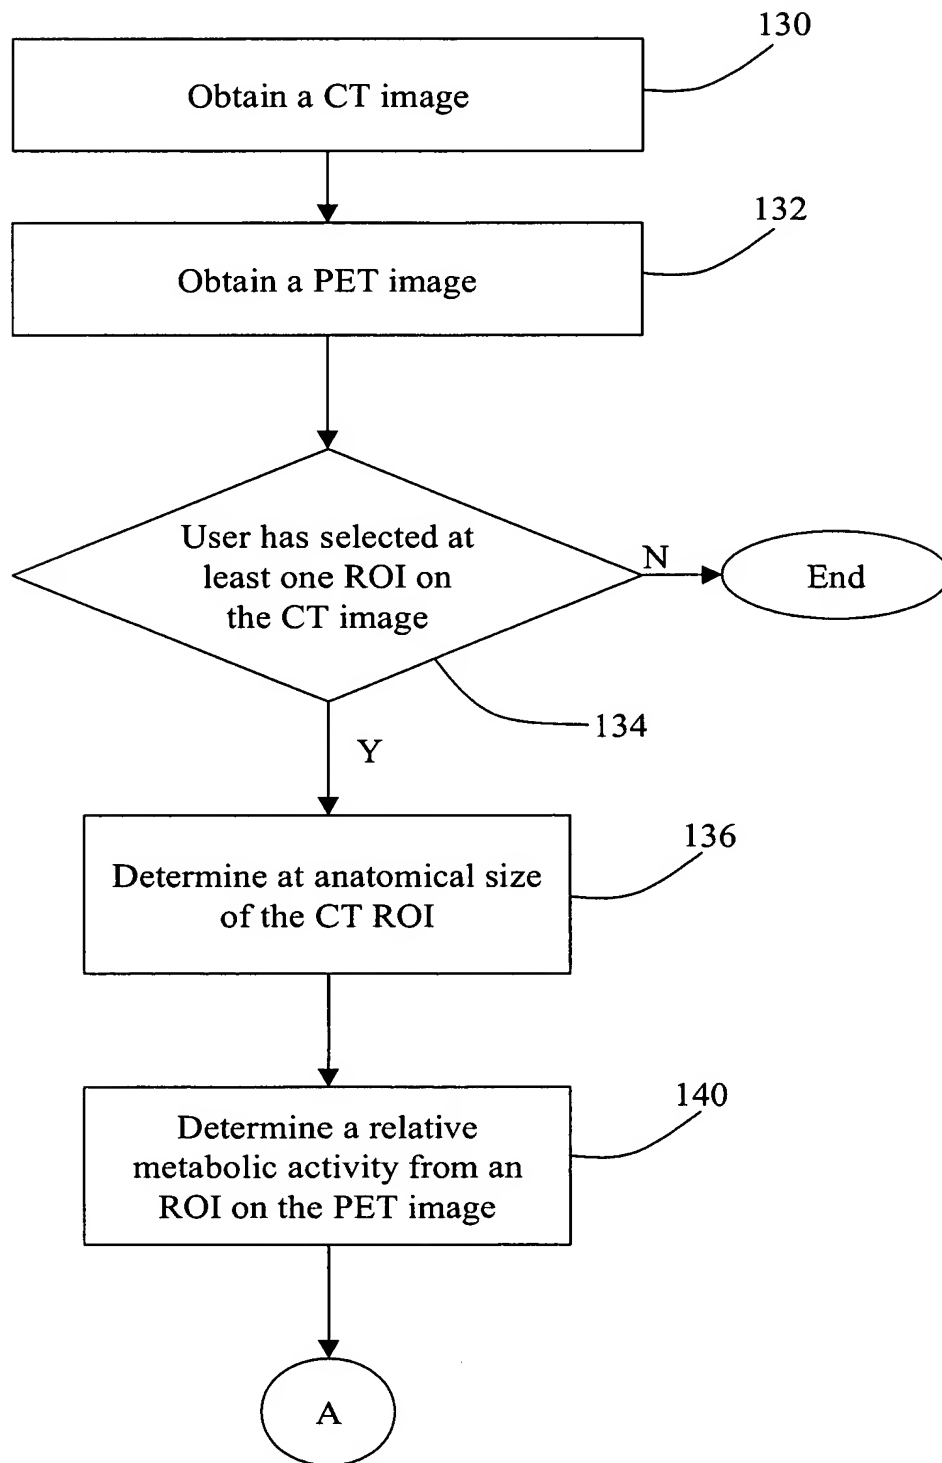 130
Obtain a CT image
132
Obtain a PET image
User has selected at
least one ROI on
the CT image
N
End
134
Y
136
Determine at anatomical size
of the CT ROI
140
Determine a relative
metabolic activity from an
ROI on the PET image
A